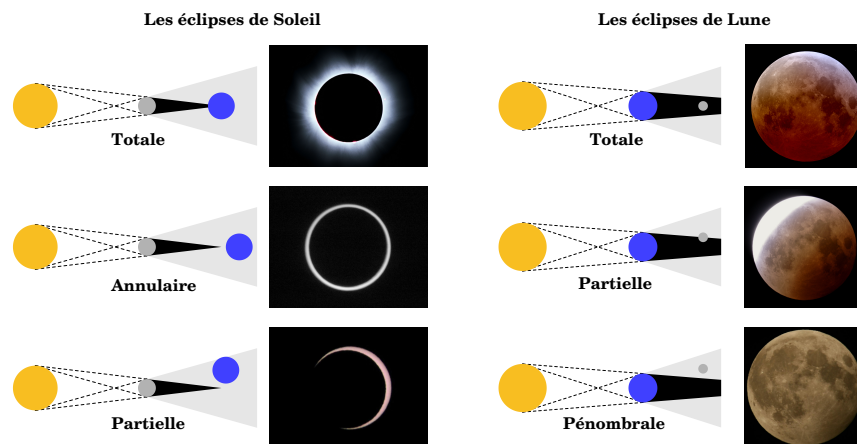 Les éclipses de Soleil
Totale
Annulaire
Partielle
Les éclipses de Lune
Totale
Partielle
Pénombrale